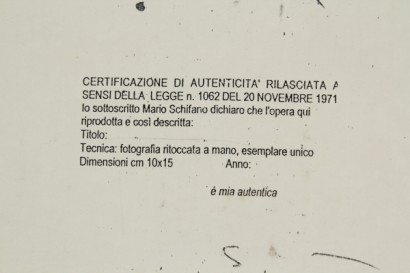 CERTIFICAZIONE DI AUTENTICITA' RILASCIATA A
SENSI DELLA LEGGE n. 1062 DEL 20 NOVEMBRE 1971
Io sottoscritto Mario Schifano dichiaro che l'opera qui
riprodotta e così descritta:
Titolo:
Tecnica: fotografia ritoccata a mano, esemplare unico
Dimensioni cm 10x15 Anno:
é mia autentica